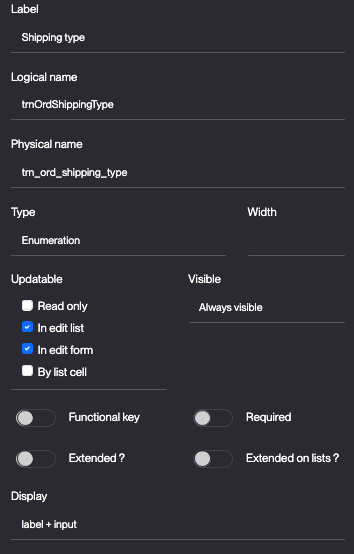 Label
Shipping type
Logical name
trnOrdShippingType
Physical name
trn_ord_shipping_type
Type
Width
Enumeration
Updatable
Visible
Read only
Always visible
In edit list
In edit form
By list cell
Functional key
Required
Extended ?
Extended on lists ?
Display
label + input